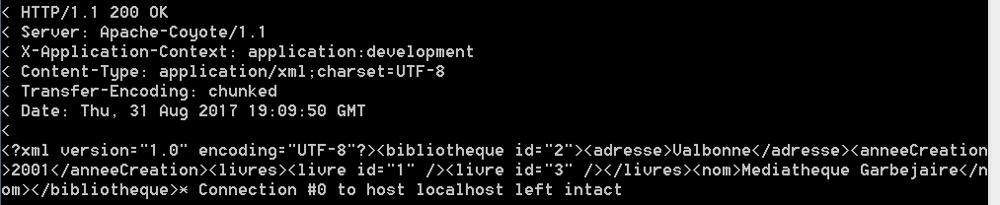 < HTTP/1.1 200 OK
< Server: Apache-Coyote/1.1
< X-Application-Context: application:development
< Content-Type: application/xml;charset=UTF-8
< Transfer-Encoding: chunked
< Date: Thu, 31 Aug 2017 19:09:50 GMT
<
<?xml version="1.0" encoding="UTF-8"?><bibliotheque id="2"><adresse>Valbonne</adresse><anneeCreation
>2001</anneeCreation><livres><livre id="1" /><livre id="3" /></livres><nom>Mediatheque Garbejaire</n
om></bibliotheque>* Connection #0 to host localhost left intact